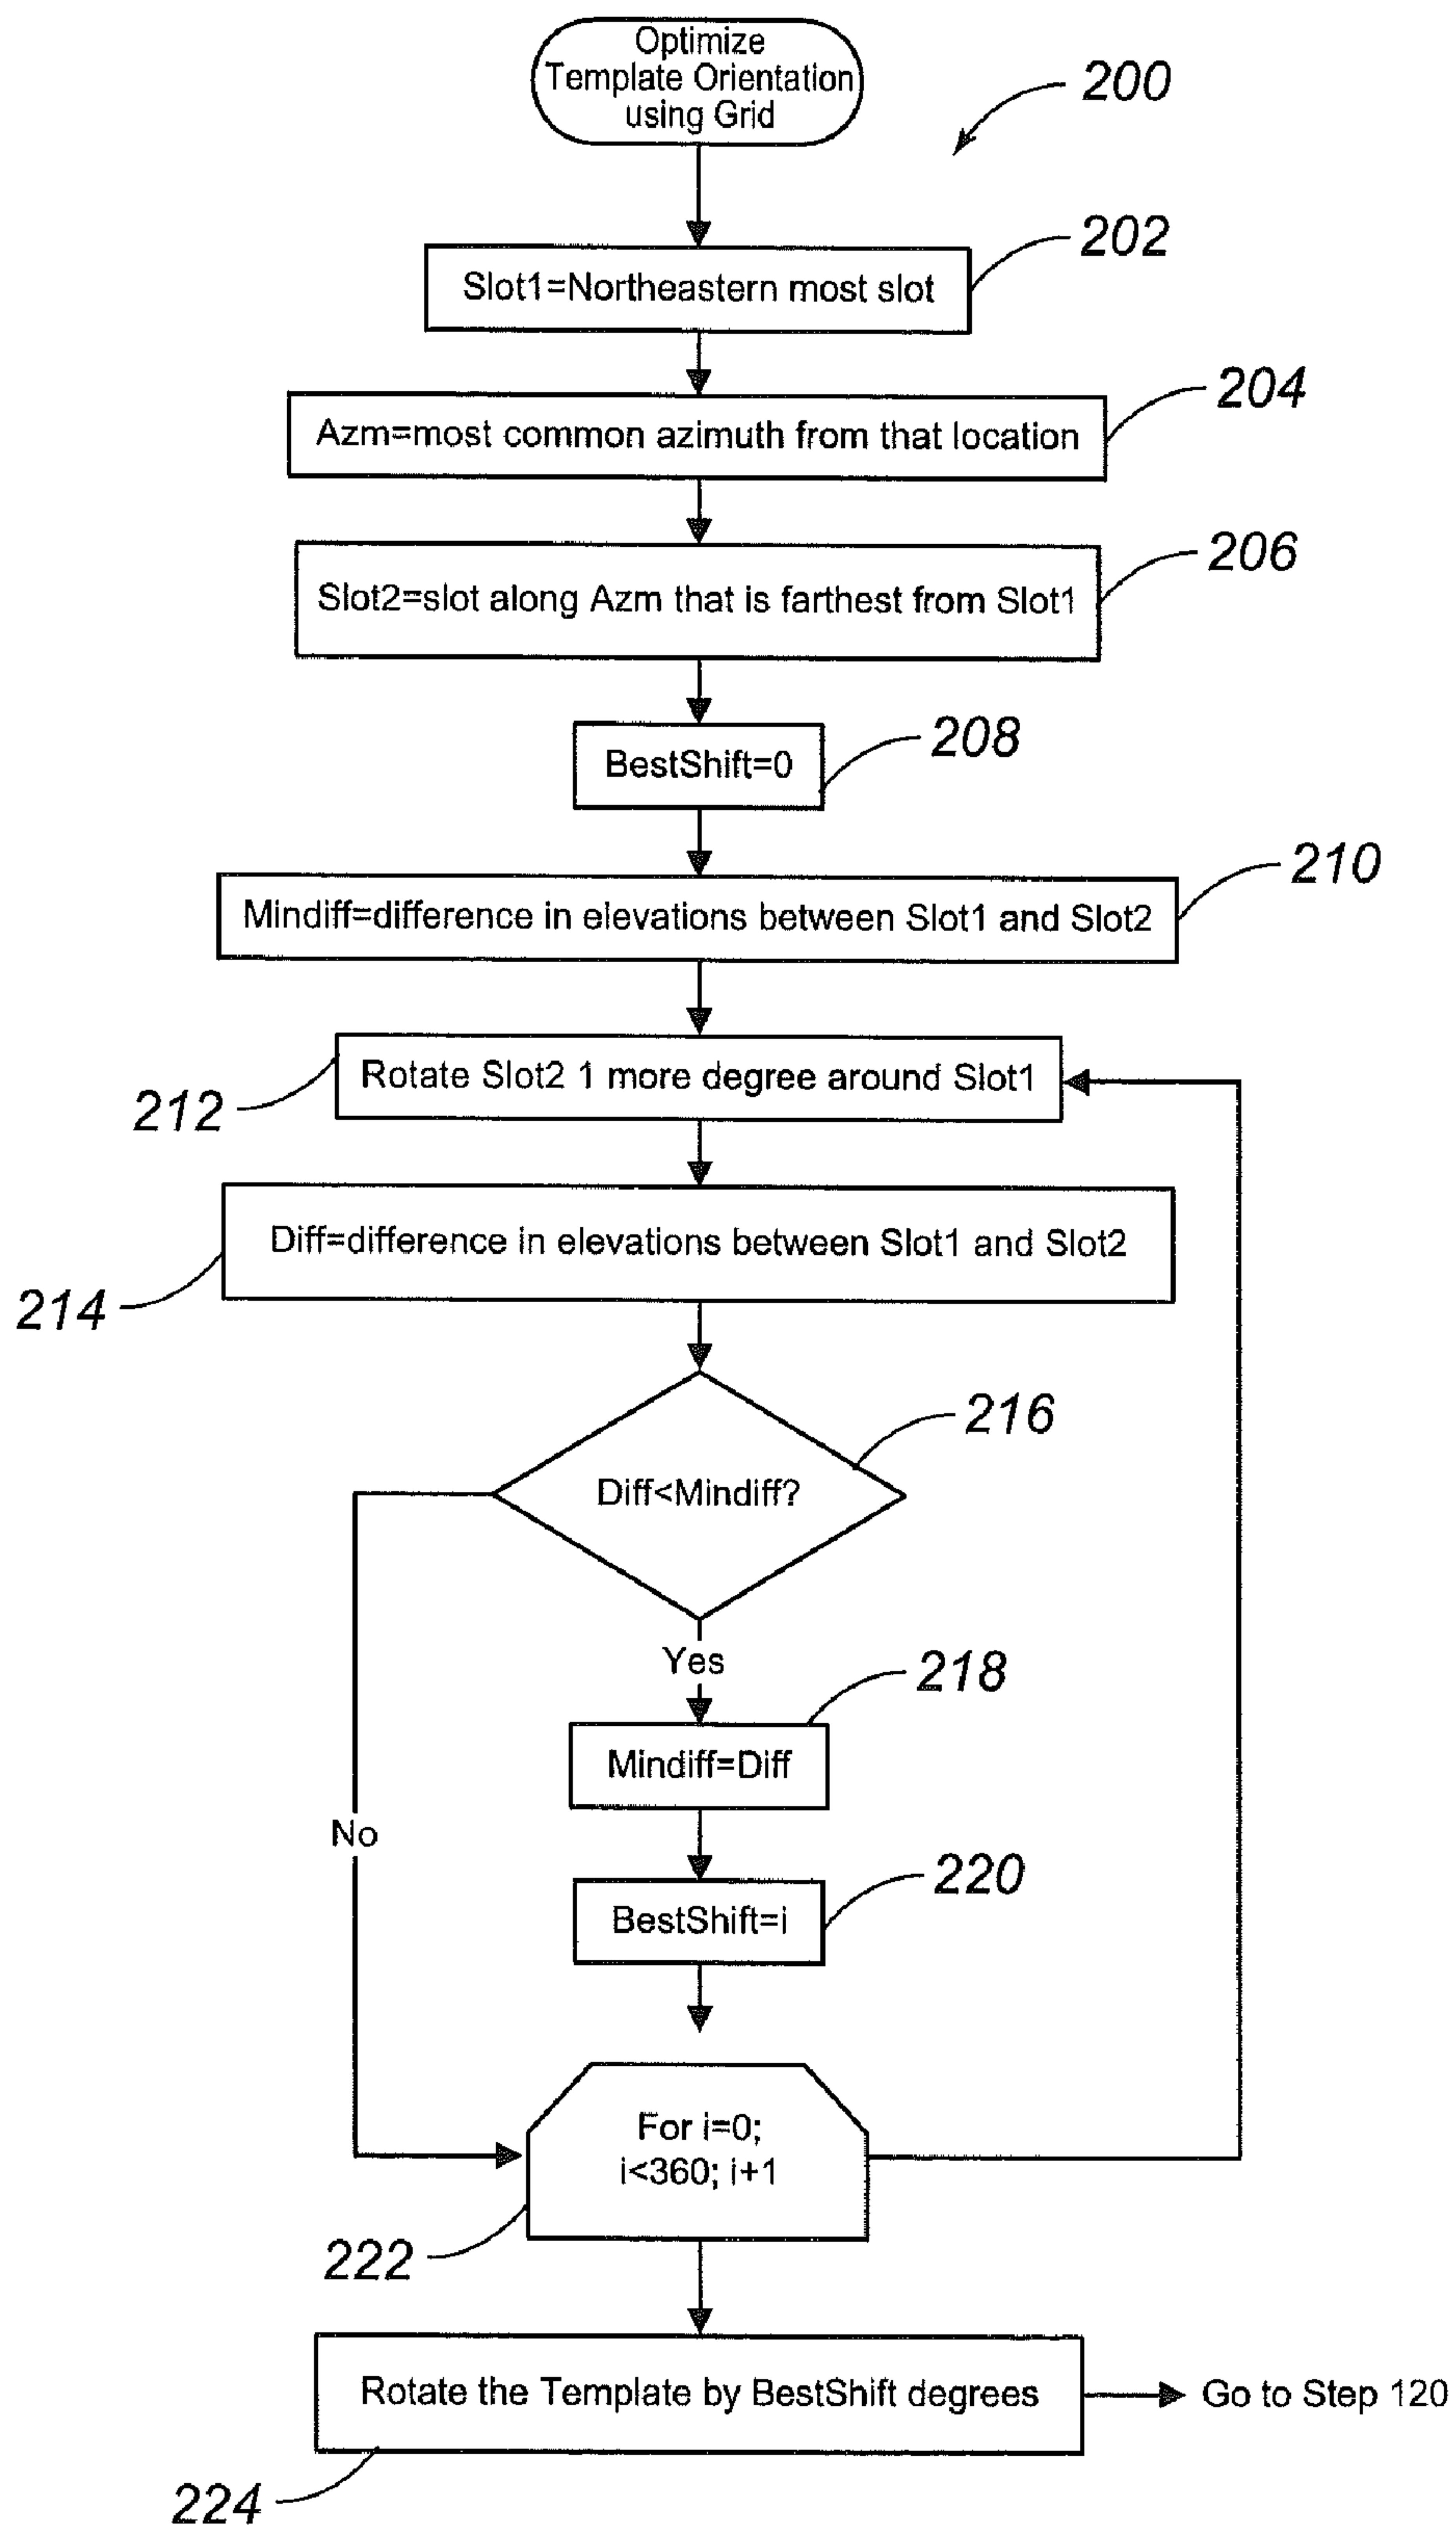 Optimize
Template Orientation
using Grid
200
202
Slot1=Northeastern most slot
204
Azm=most common azimuth from that location
206
Slot2=slot along Azm that is farthest from Slot1
208
BestShift=0
210
Mindiff=difference in elevations between Slot1 and Slot2
Rotate Slot2 1 more degree around Slot1
212
Diff=difference in elevations between Slot1 and Slot2
214
216
Diff<Mindiff?
Yes
218
Mindiff=Diff
No
220
BestShift=i
For i=0;
i<360; i+1
222
Rotate the Template by BestShift degrees
Go to Step 120
224